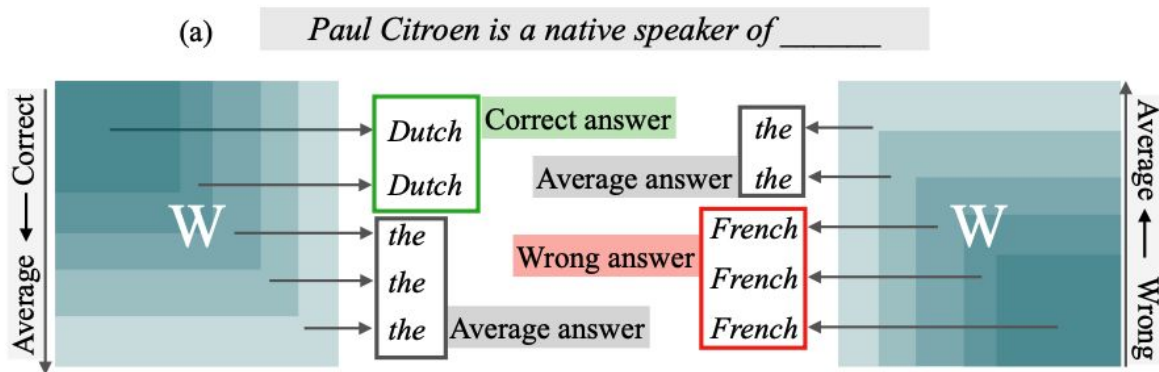 (a) Paul Citroen is a native speaker of ______
Average ← Correct
W
Dutch
Dutch
Correct answer
the
the
the
Average answer
the
the
Average answer
French
French
French
Wrong answer
W
Average ← Wrong